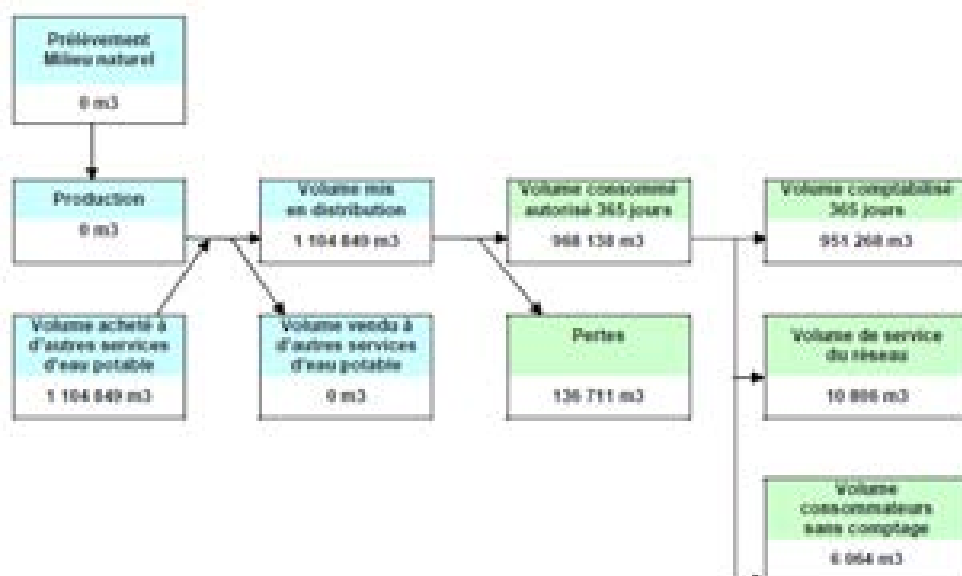 Prélèvement
Milieu naturel
0 m3
Production
0 m3
Volume mis
en distribution
1 104 849 m3
Volume consommé
autorisé 365 jours
968 138 m3
Volume comptabilisé
365 jours
951 268 m3
Volume acheté à
d'autres services
d'eau potable
1 104 849 m3
Volume vendu à
d'autres services
d'eau potable
0 m3
Pertes
136 711 m3
Volume de service
du réseau
10 806 m3
Volume
consommateurs
sans comptage
6 064 m3